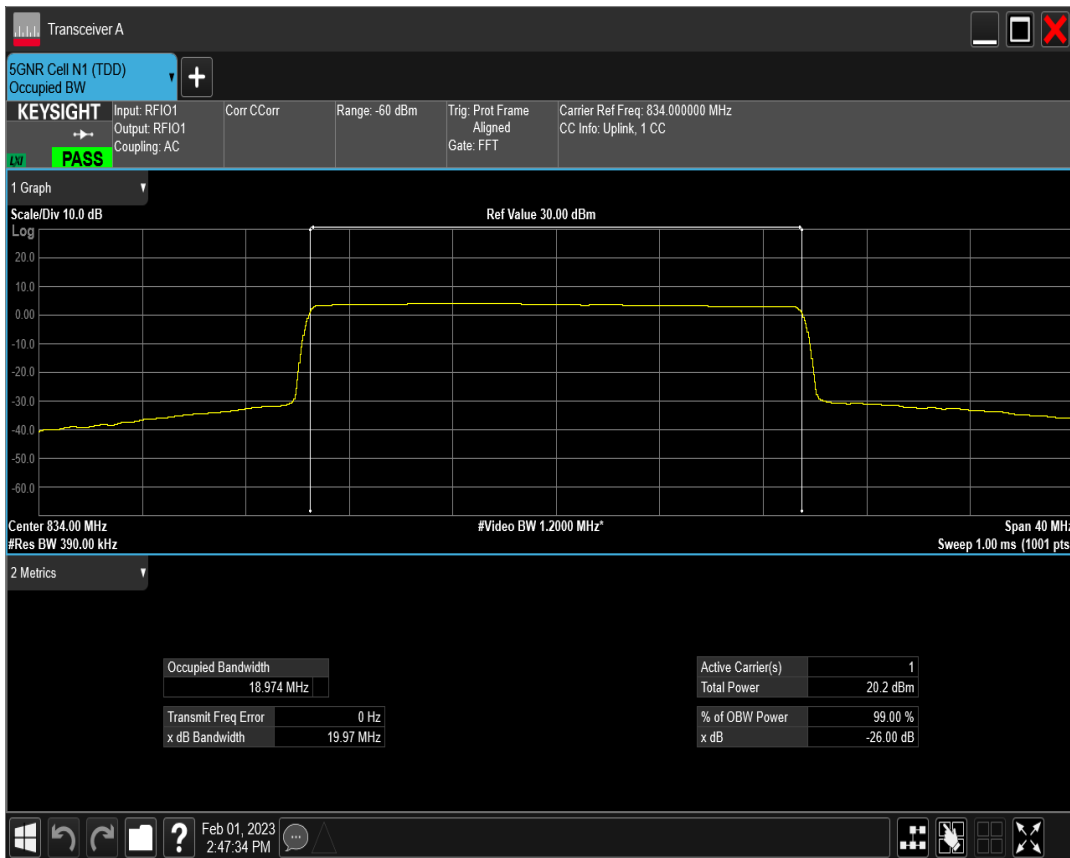 Transceiver A
5GNR Cell N1 (TDD)
Occupied BW
KEYSIGHT
LXI
PASS
Input: RFIO1
Output: RFIO1
Coupling: AC
Corr CCorr
Range: -60 dBm
Trig: Prot Frame
Aligned
Gate: FFT
Carrier Ref Freq: 834.000000 MHz
CC Info: Uplink, 1 CC
1 Graph
Scale/Div 10.0 dB
Ref Value 30.00 dBm
Log
20.0
10.0
0.00
-10.0
-20.0
-30.0
-40.0
-50.0
-60.0
Center 834.00 MHz
#Video BW 1.2000 MHz*
Span 40 MHz
#Res BW 390.00 kHz
Sweep 1.00 ms (1001 pts
2 Metrics
Occupied Bandwidth
18.974 MHz
Transmit Freq Error 0 Hz
x dB Bandwidth 19.97 MHz
Active Carrier(s) 1
Total Power 20.2 dBm
% of OBW Power 99.00 %
x dB -26.00 dB
?
Feb 01, 2023
2:47:34 PM